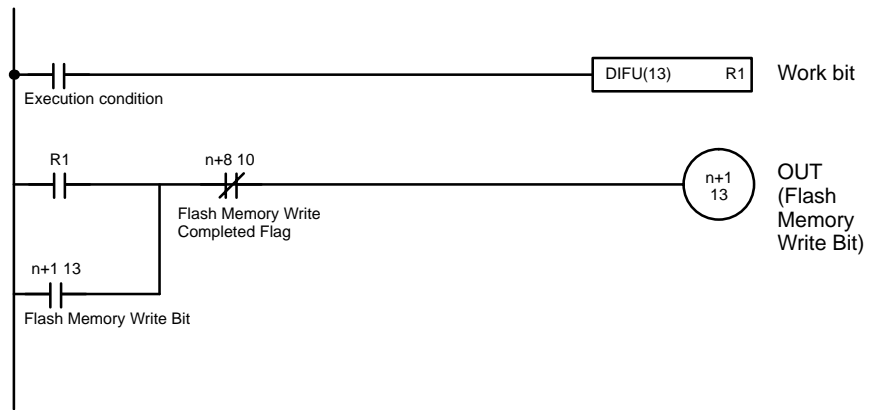 DIFU(13) R1
Work bit
Execution condition
R1
n+8 10
n+1
13
OUT
(Flash
Memory
Write Bit)
Flash Memory Write
Completed Flag
n+1 13
Flash Memory Write Bit